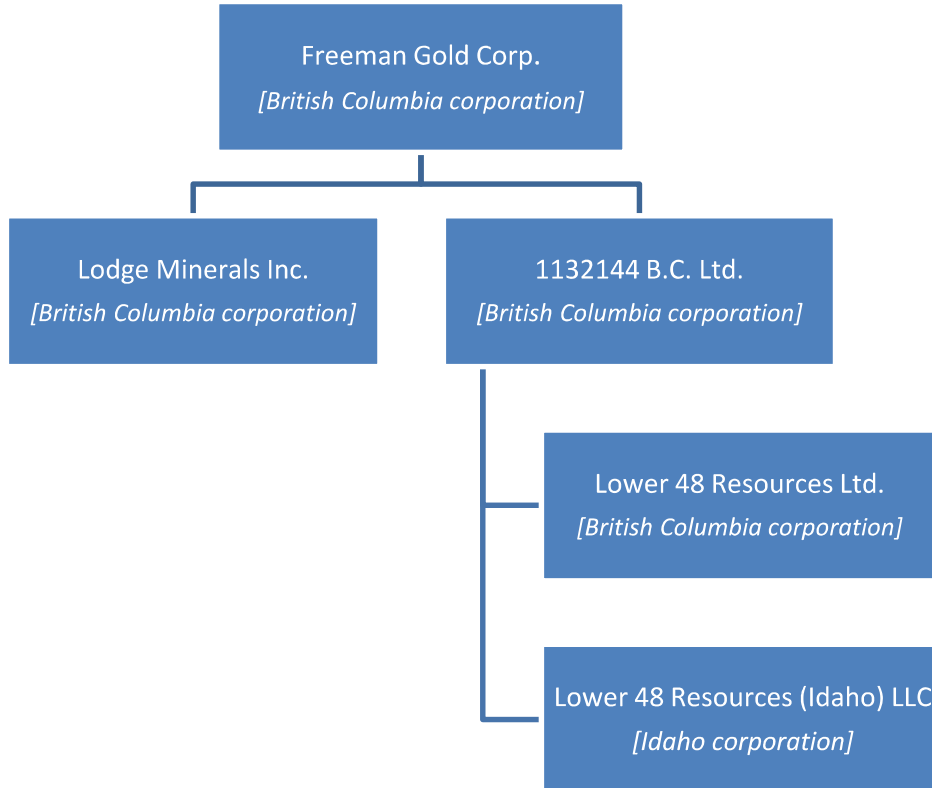 Freeman Gold Corp.
[British Columbia corporation]
Lodge Minerals Inc.
[British Columbia corporation]
1132144 B.C. Ltd.
[British Columbia corporation]
Lower 48 Resources Ltd.
[British Columbia corporation]
Lower 48 Resources (Idaho) LLC
[Idaho corporation]